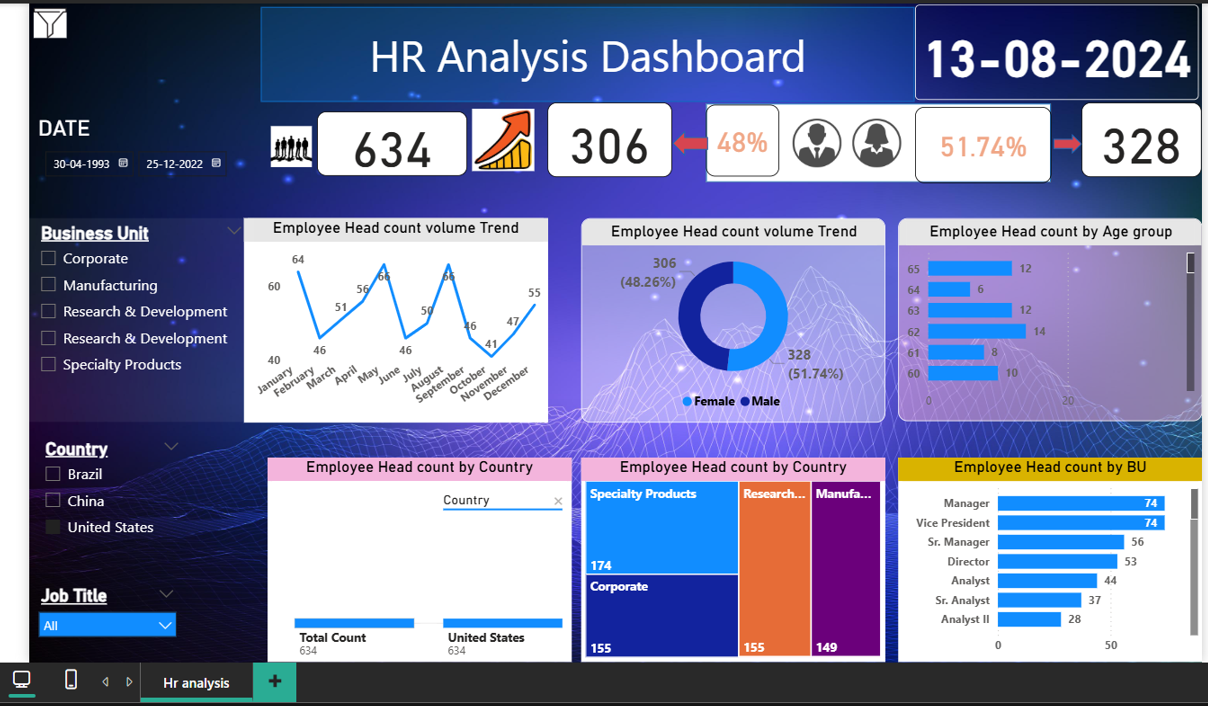 HR Analysis Dashboard
13-08-2024
DATE
30-04-1993 25-12-2022
634
306
48%
51.74%
328
Business Unit
Corporate
Manufacturing
Research & Development
Research & Development
Specialty Products
Country
Brazil
China
United States
Job Title
All
Employee Head count volume Trend
64
60
46
51
56
66
46
50
66
46
41
47
55
40
January
February
March
April
May
June
July
August
September
October
November
December
Employee Head count volume Trend
306
(48.26%)
328
(51.74%)
Female Male
Employee Head count by Age group
65 12
64 6
63 12
62 14
61 8
60 10
0 20
Employee Head count by Country
Country
Total Count
634
United States
634
Employee Head count by Country
Specialty Products
174
Corporate
155
Research...
155
Manufa...
149
Employee Head count by BU
Manager 74
Vice President 74
Sr. Manager 56
Director 53
Analyst 44
Sr. Analyst 37
Analyst II 28
0 50
Hr analysis